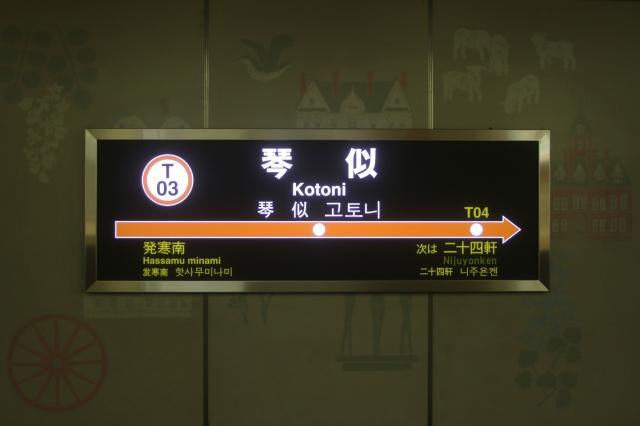 T
03
琴 似
Kotoni
琴 似 고토니
T04
発寒南
Hassamu minami
发寒南 핫사무미나미
次は 二十四軒
Nijuyonken
二十四轩 니주욘켄